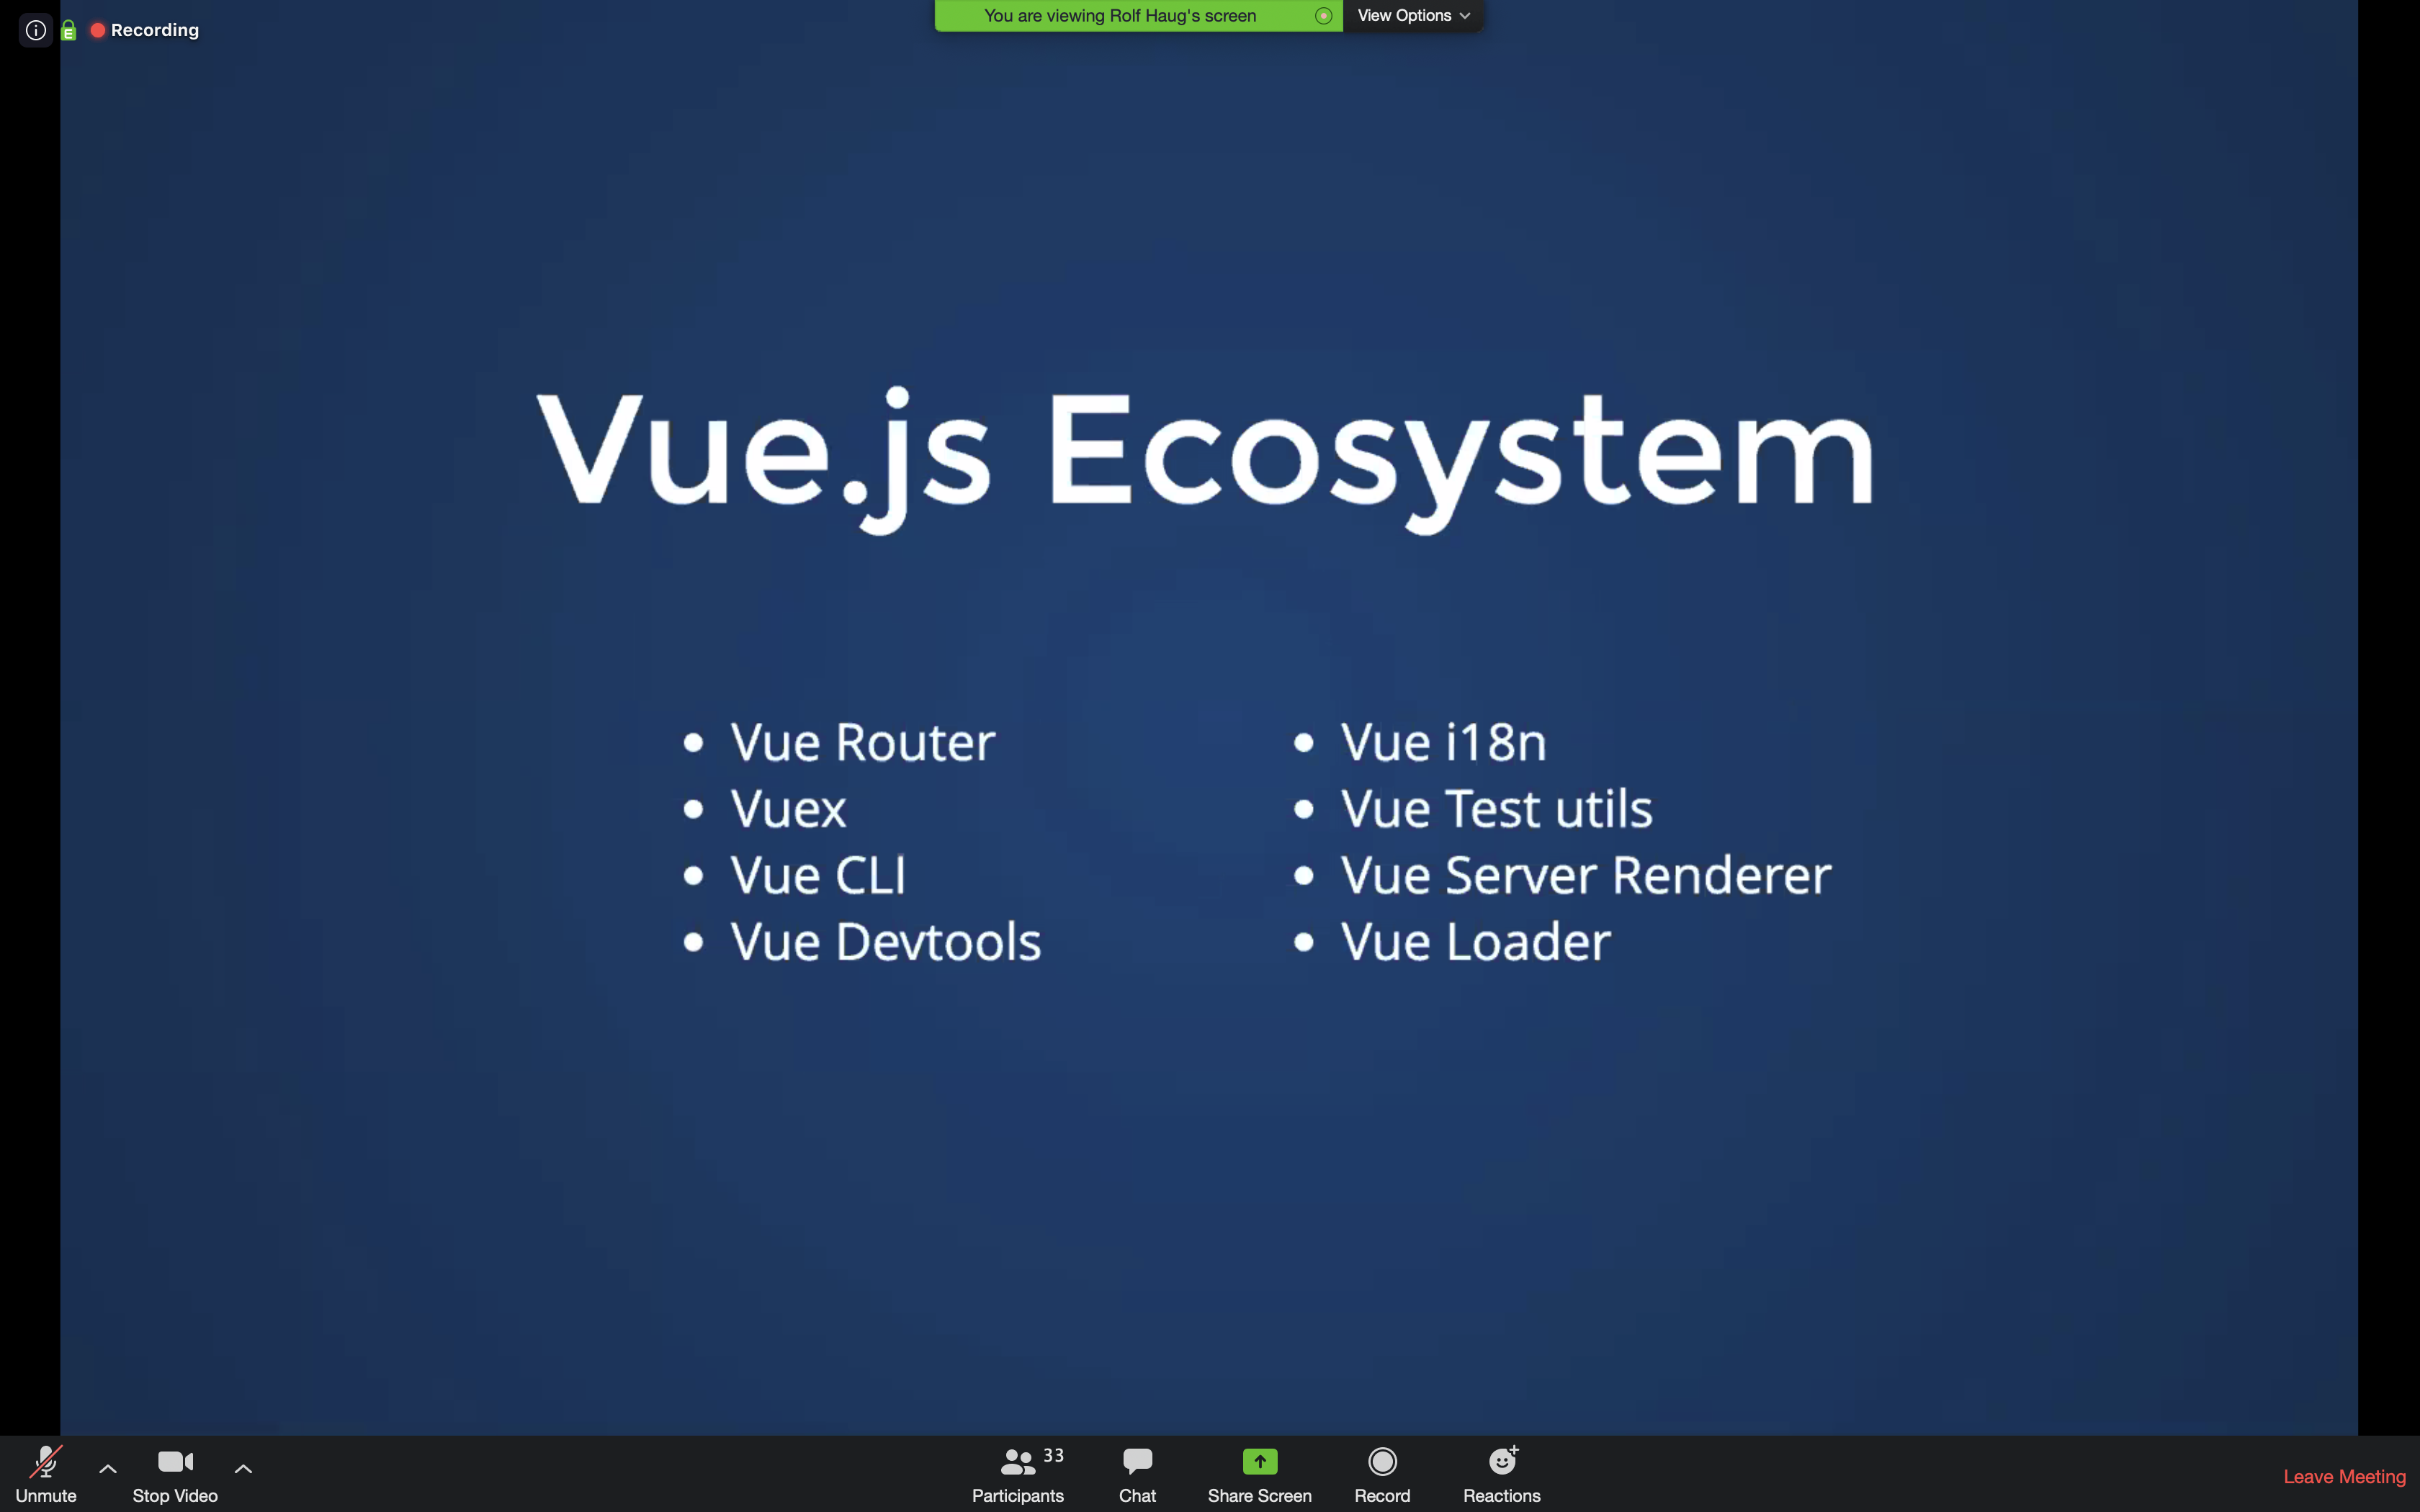 You are viewing Rolf Haug's screen
View Options
Recording
Vue.js Ecosystem
• Vue Router
• Vuex
• Vue CLI
• Vue Devtools
• Vue i18n
• Vue Test utils
• Vue Server Renderer
• Vue Loader
Unmute
Stop Video
33
Participants
Chat
Share Screen
Record
Reactions
Leave Meeting